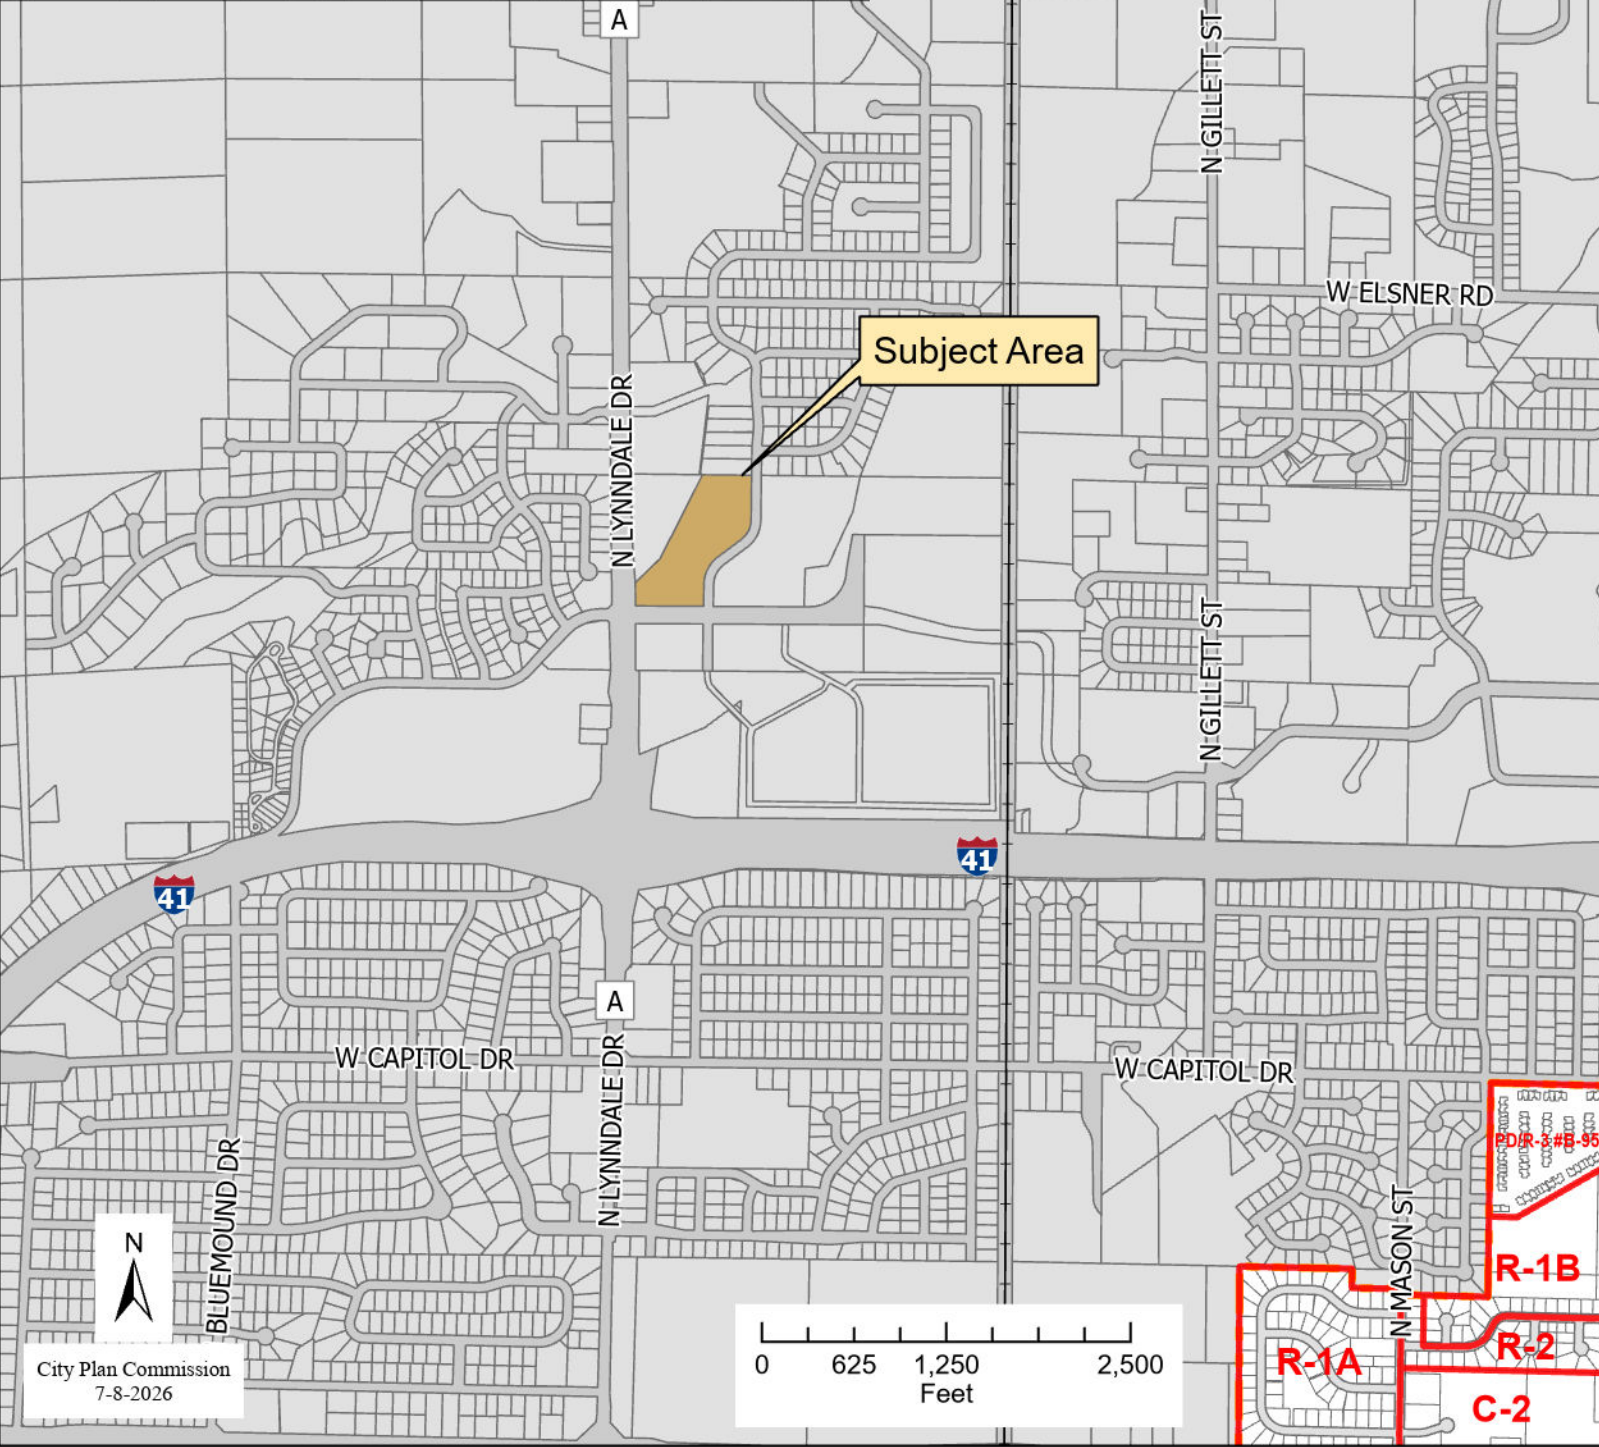 A
N GILLETT ST
W ELSNER RD
Subject Area
N LYNNDALE DR
N GILLETT ST
41
41
A
W CAPITOL DR
W CAPITOL DR
N LYNNDALE DR
BLUEMOUND DR
PD/R-3 #B-95
N MASON ST
R-1B
R-2
R-1A
C-2
N
City Plan Commission
7-8-2026
0 625 1,250 2,500
Feet